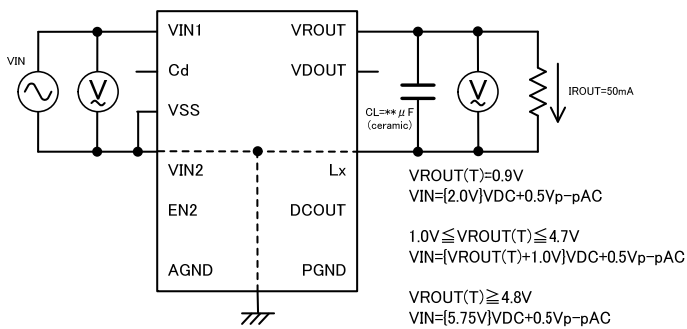 VIN1
VROUT
VIN
Cd
VDOUT
V
V
VSS
CL=**μF
(ceramic)
IROUT=50mA
VIN2
Lx
EN2
DCOUT
AGND
PGND
VROUT(T)=0.9V
VIN={2.0V}VDC+0.5Vp-pAC
1.0V≦VROUT(T)≦4.7V
VIN={VROUT(T)+1.0V}VDC+0.5Vp-pAC
VROUT(T)≧4.8V
VIN={5.75V}VDC+0.5Vp-pAC